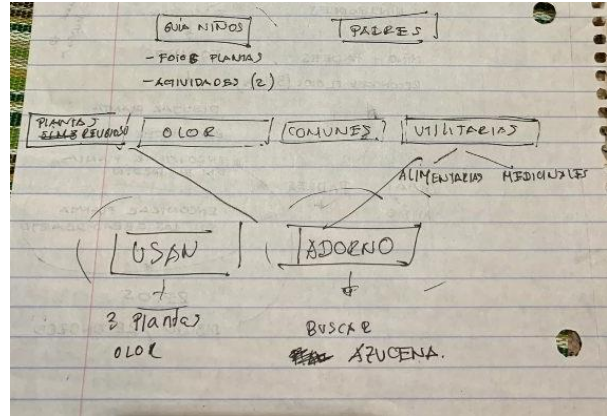 GUÍA NIÑOS
PADRES
- FOTOS PLANTAS
- ACTIVIDADES (2)
PLANTAS
OLOR
COMUNES
UTILITARIAS
ALIMENTARIAS MEDICINALES
USAN
ADORNO
3 Plantas
OLOR
BUSCAR
AZUCENA.